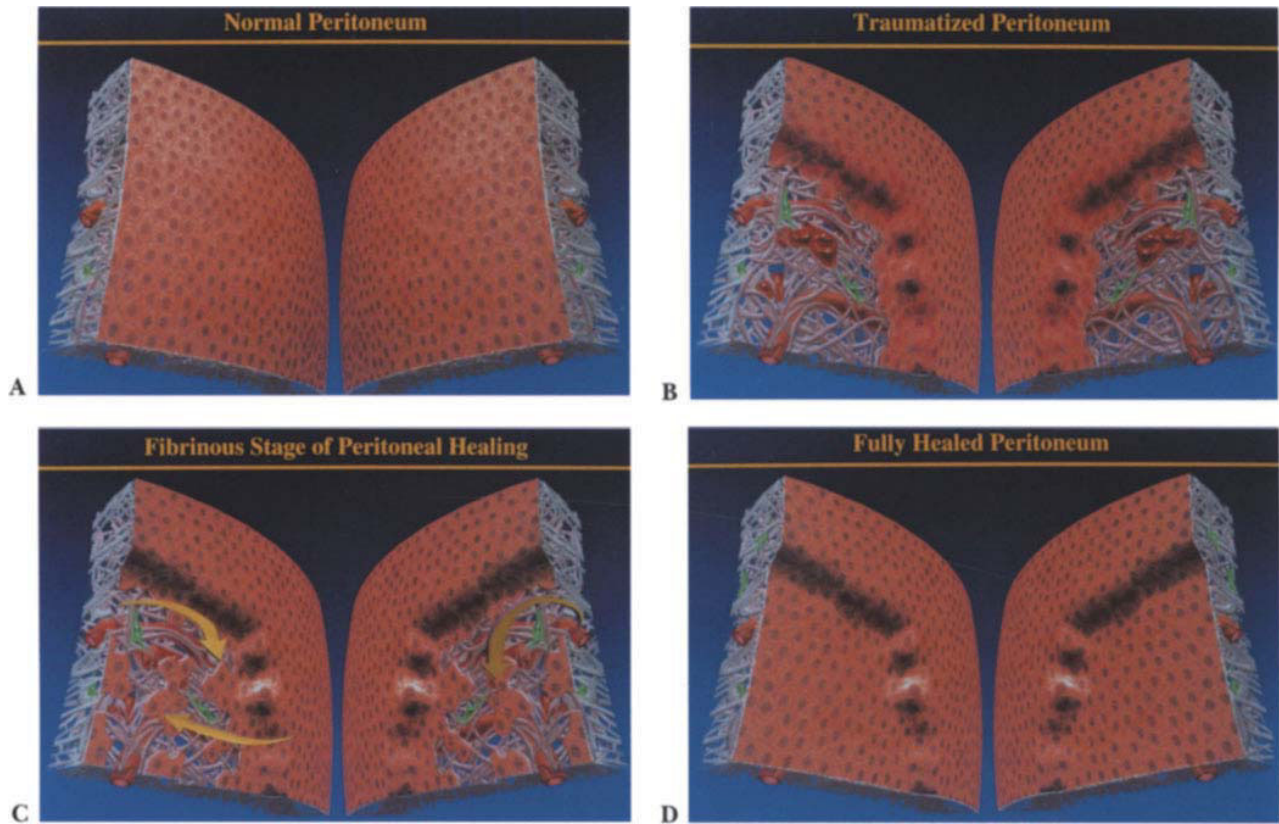 Normal Peritoneum
Traumatized Peritoneum
A
B
Fibrinous Stage of Peritoneal Healing
Fully Healed Peritoneum
C
D